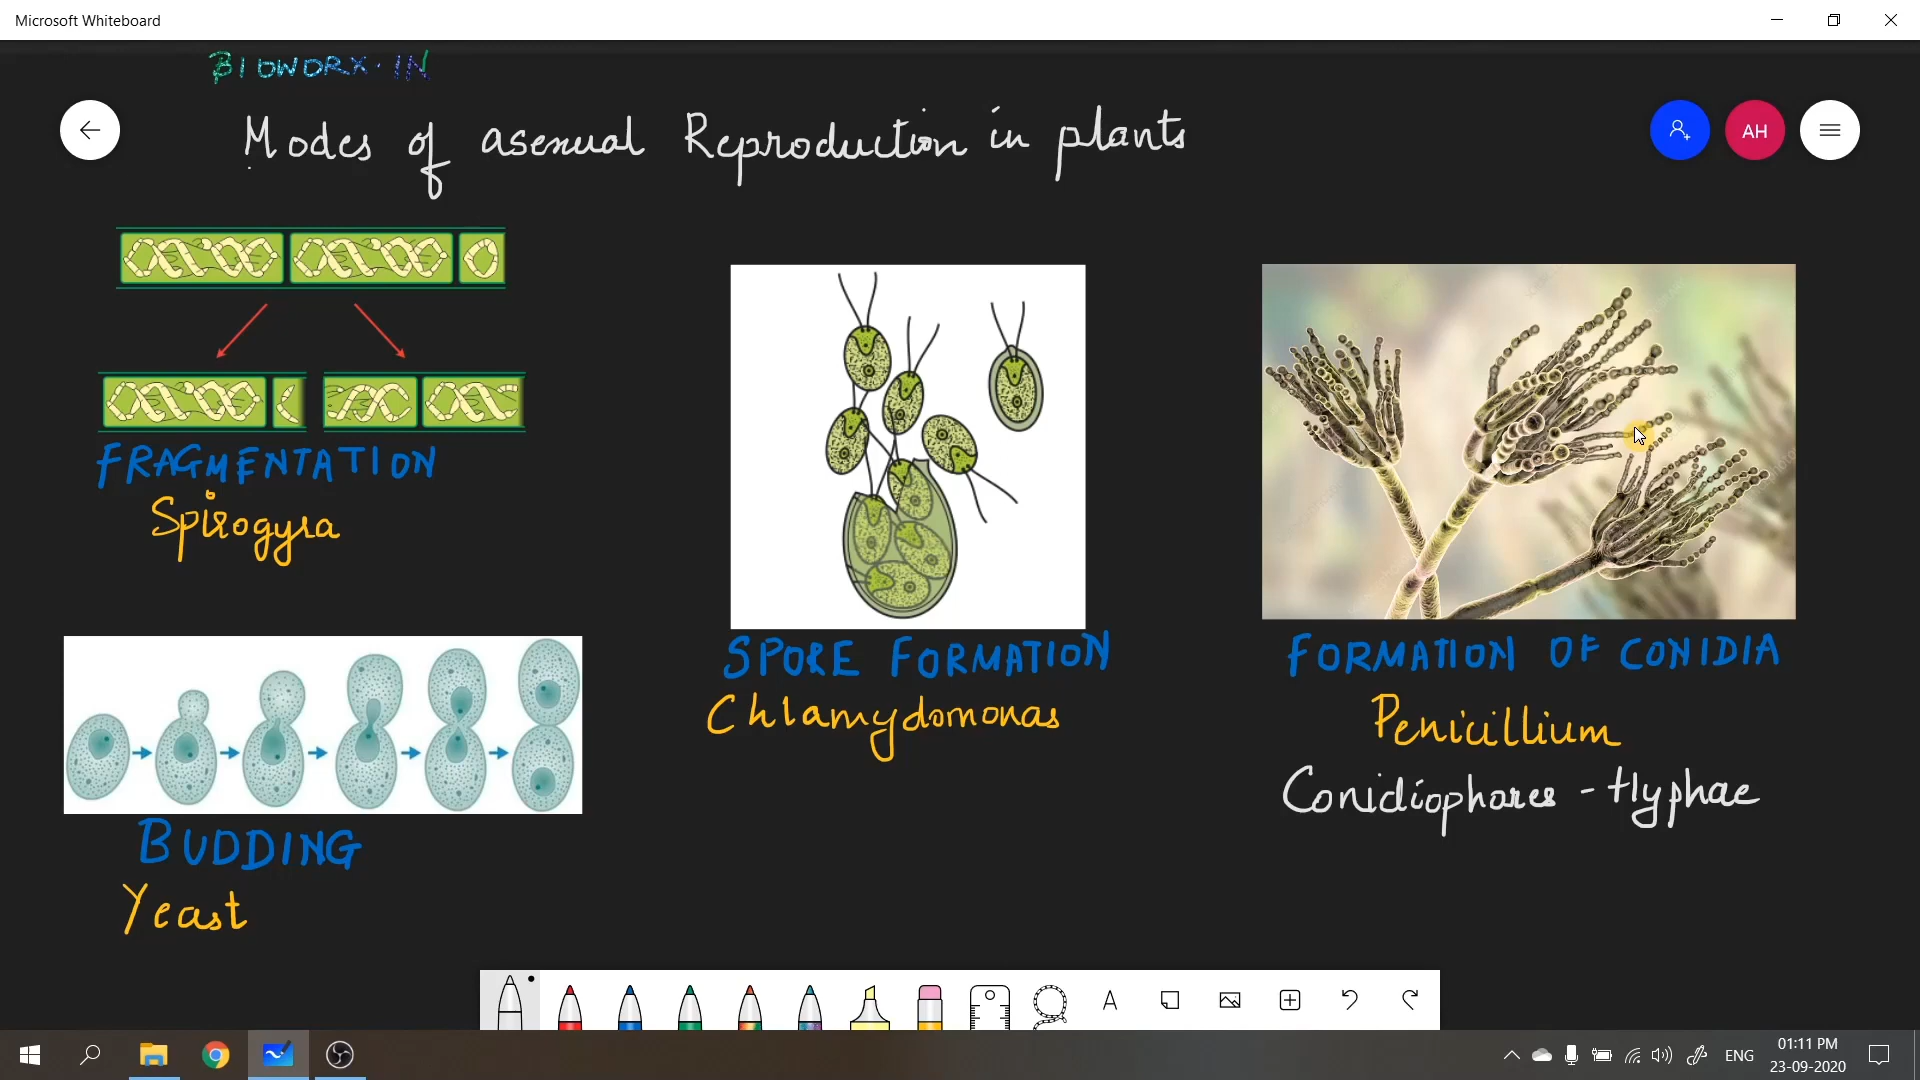 Microsoft Whiteboard
BIOWORX.IN
Modes of asexual Reproduction in plants
AH
FRAGMENTATION
Spirogyra
SPORE FORMATION
Chlamydomonas
FORMATION OF CONIDIA
Penicillium
Conidiophores - Hyphae
BUDDING
Yeast
ENG
01:11 PM
23-09-2020